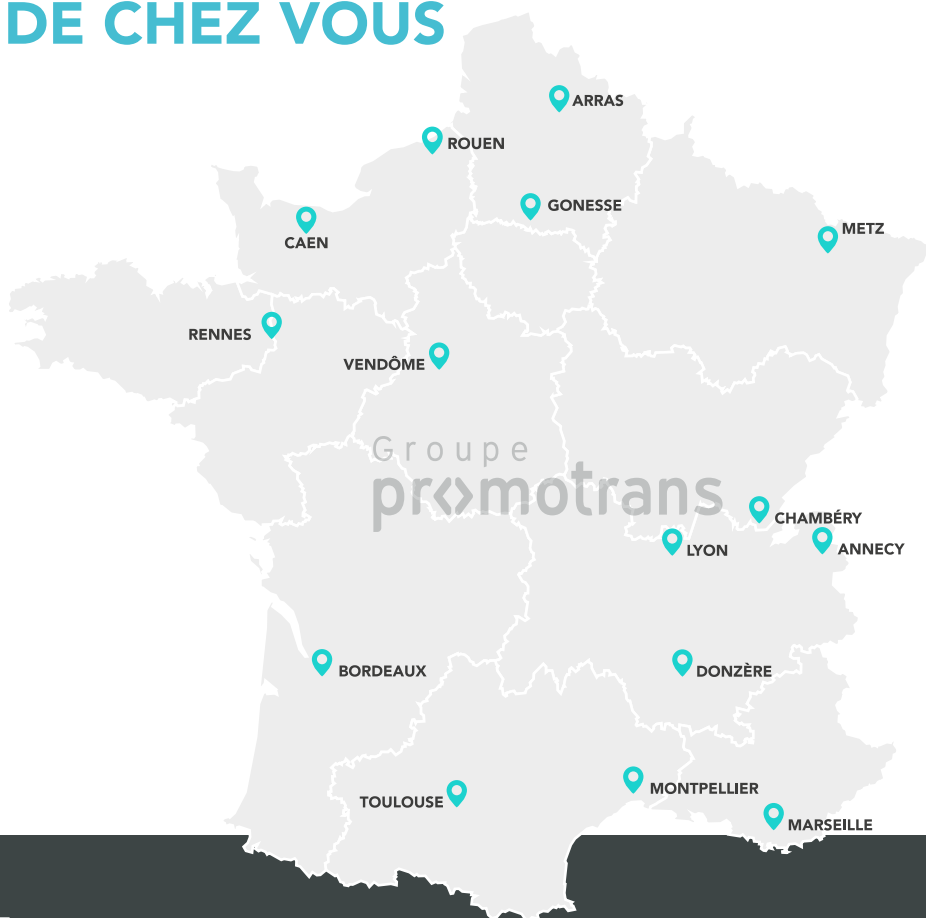 DE CHEZ VOUS
ARRAS
ROUEN
GONESSE
METZ
CAEN
RENNES
VENDÔME
Groupe
promotrans
CHAMBÉRY
LYON
ANNECY
BORDEAUX
DONZÈRE
MONTPELLIER
TOULOUSE
MARSEILLE